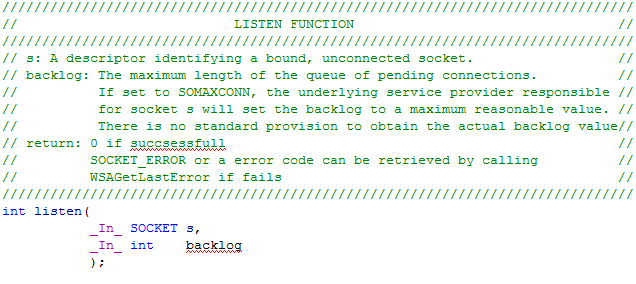 ///////////////////////////////////////////////////////////////////////////////
//                           LISTEN FUNCTION                                 //
///////////////////////////////////////////////////////////////////////////////
// s: A descriptor identifying a bound, unconnected socket.                  //
// backlog: The maximum length of the queue of pending connections.          //
//          If set to SOMAXCONN, the underlying service provider responsible //
//          for socket s will set the backlog to a maximum reasonable value. //
//          There is no standard provision to obtain the actual backlog value//
// return: 0 if succsessfull                                                 //
//         SOCKET_ERROR or a error code can be retrieved by calling          //
//         WSAGetLastError if fails                                          //
///////////////////////////////////////////////////////////////////////////////
int listen(
           _In_ SOCKET s,
           _In_ int    backlog
           );